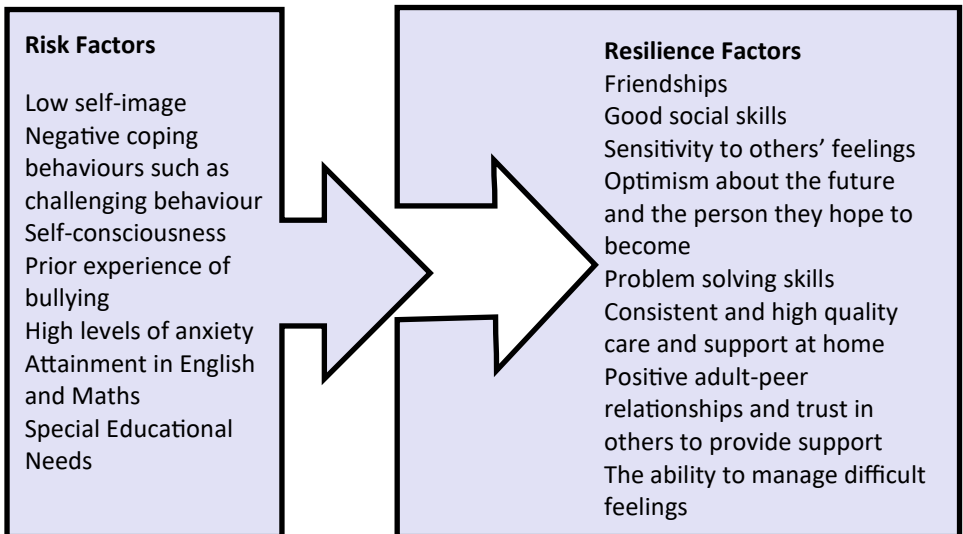 Risk Factors
Low self-image
Negative coping
behaviours such as
challenging behaviour
Self-consciousness
Prior experience of
bullying
High levels of anxiety
Attainment in English
and Maths
Special Educational
Needs
Resilience Factors
Friendships
Good social skills
Sensitivity to others’ feelings
Optimism about the future
and the person they hope to
become
Problem solving skills
Consistent and high quality
care and support at home
Positive adult-peer
relationships and trust in
others to provide support
The ability to manage difficult
feelings